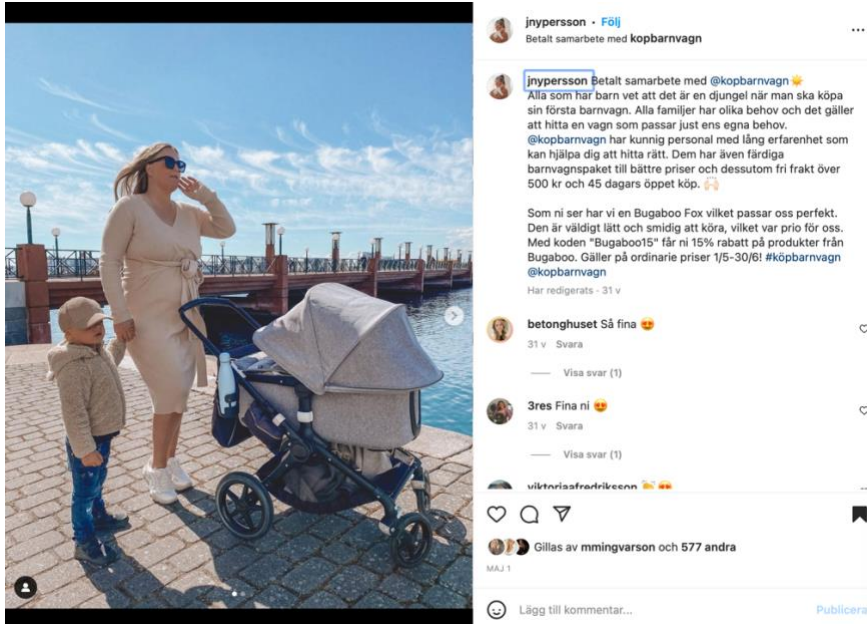 jnypersson • Följ
Betalt samarbete med kopbarnvagn
jnypersson Betalt samarbete med @kopbarnvagn☀️
Alla som har barn vet att det är en djungel när man ska köpa
sin första barnvagn. Alla familjer har olika behov och det gäller
att hitta en vagn som passar just ens egna behov.
@kopbarnvagn har kunnig personal med lång erfarenhet som
kan hjälpa dig att hitta rätt. Dem har även färdiga
barnvagnspaket till bättre priser och dessutom fri frakt över
500 kr och 45 dagars öppet köp. 🙌🏻
Som ni ser har vi en Bugaboo Fox vilket passar oss perfekt.
Den är väldigt lätt och smidig att köra, vilket var prio för oss.
Med koden "Bugaboo15" får ni 15% rabatt på produkter från
Bugaboo. Gäller på ordinarie priser 1/5-30/6! #köpbarnvagn
@kopbarnvagn
Har redigerats · 31 v
betonghuset Så fina 😍
31 v Svara
Visa svar (1)
3res Fina ni 😍
31 v Svara
Visa svar (1)
viktoriaafredriksson
Gillas av mmingvarson och 577 andra
MAJ 1
Lägg till kommentar...
Publicera